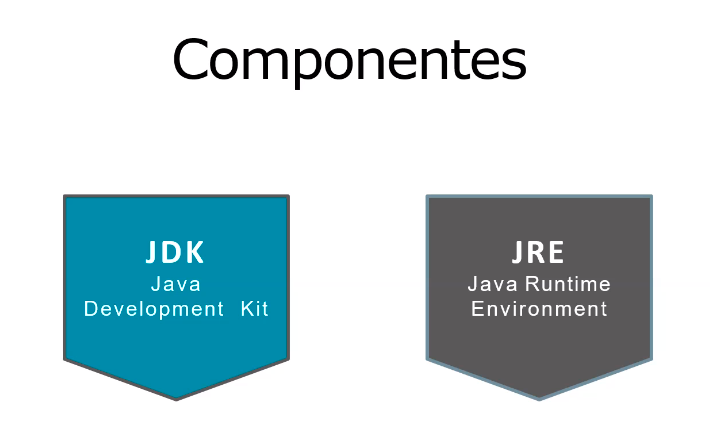 Componentes
JDK
Java
Development Kit
JRE
Java Runtime
Environment